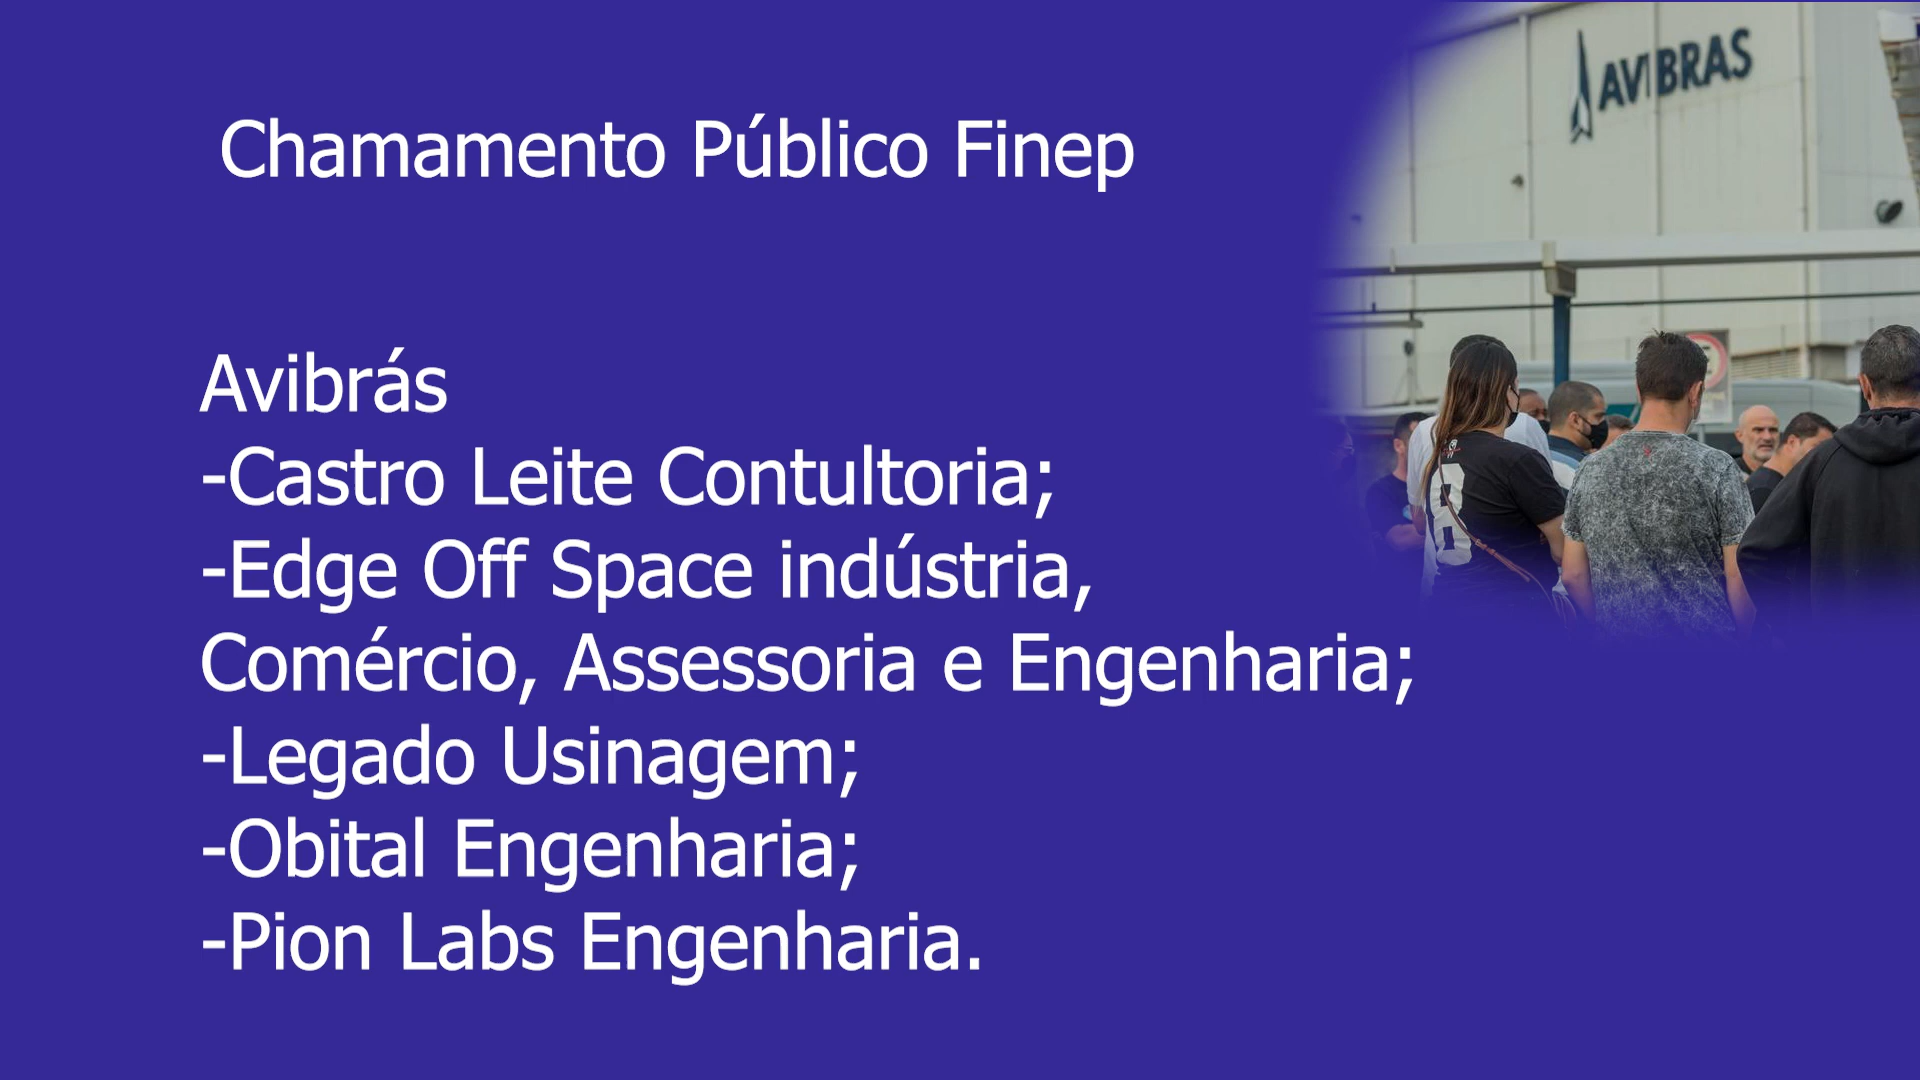 AVIBRAS
Chamamento Público Finep
Avibrás
-Castro Leite Contultoria;
-Edge Off Space indústria,
Comércio, Assessoria e Engenharia;
-Legado Usinagem;
-Obital Engenharia;
-Pion Labs Engenharia.